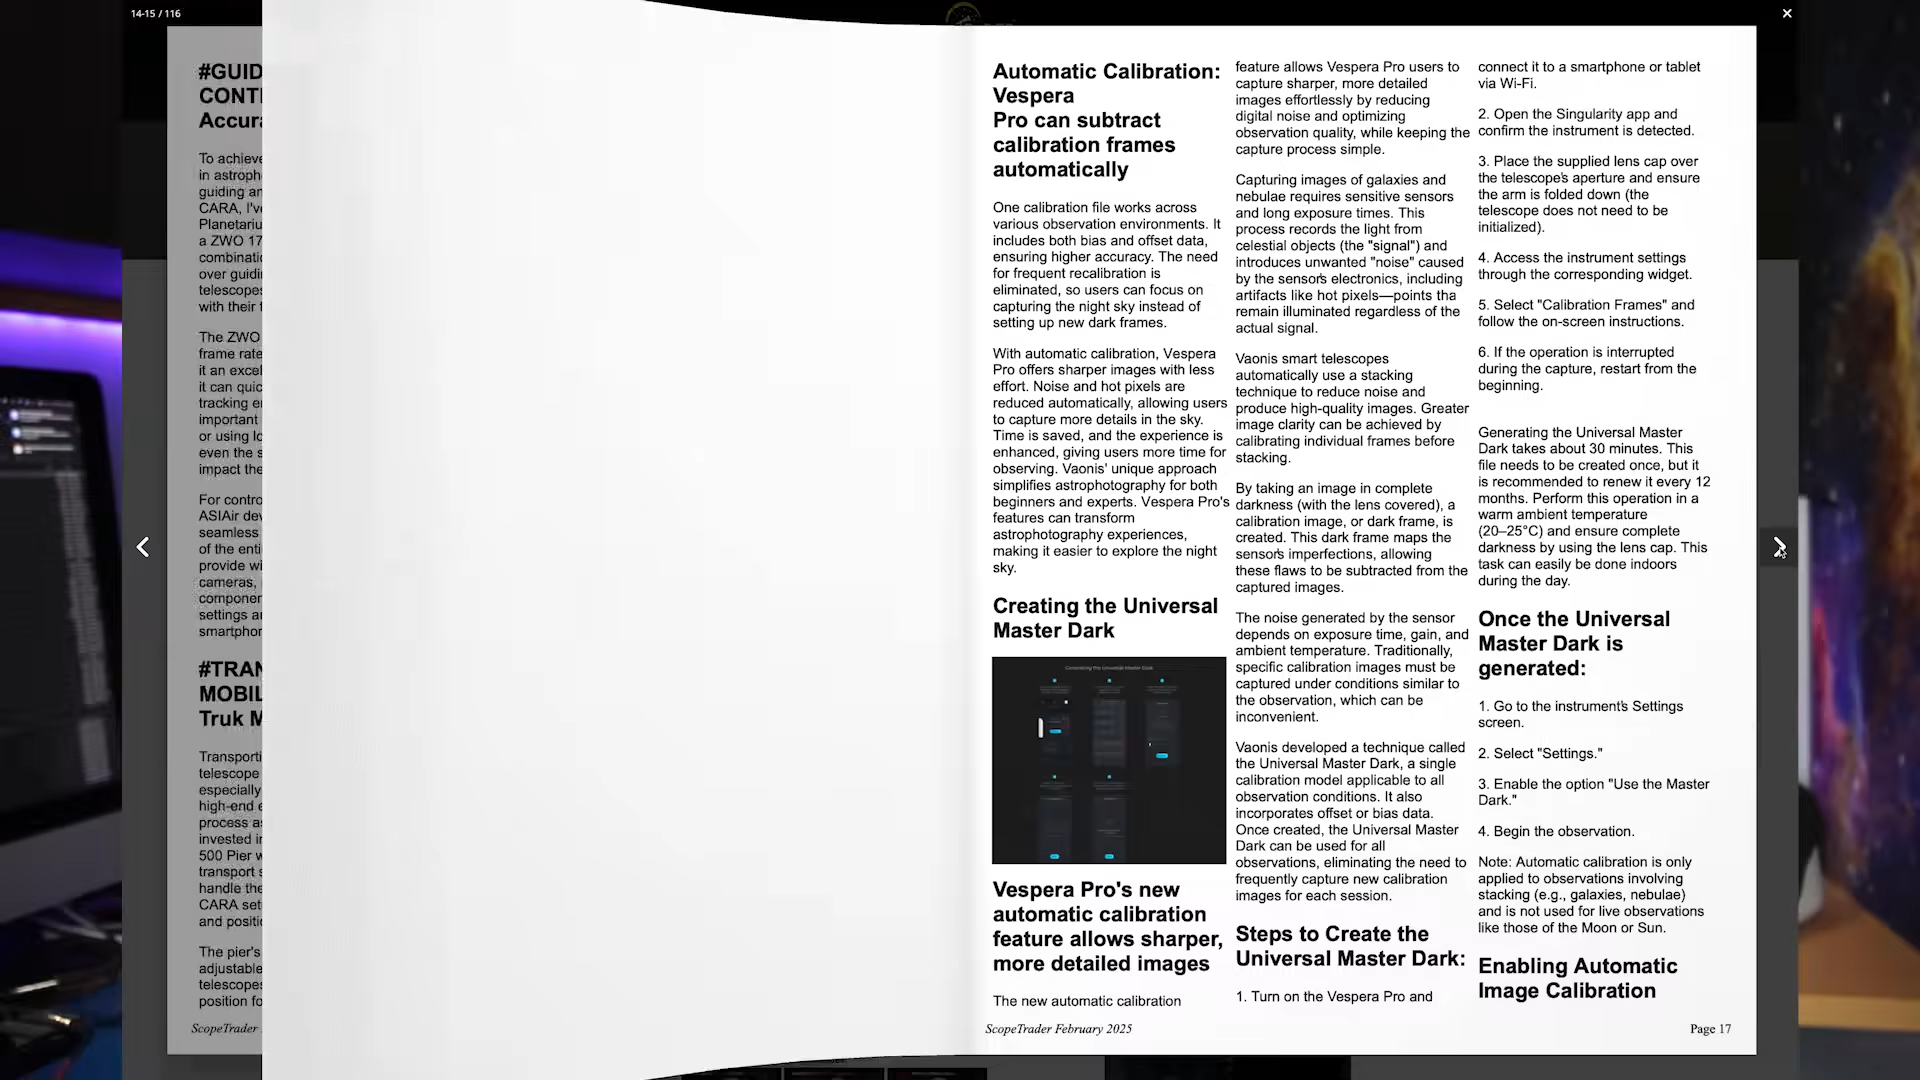 14-15 / 116
#GUID
CONT
Accura
To achieve
in astroph
guiding an
CARA, I've
Planetariu
a ZWO 17
combinati
over guidi
telescopes
with their f
The ZWO
frame rate
it an excel
it can quic
tracking er
important
or using lo
even the s
impact the
For contro
ASIAir dev
seamless
of the enti
provide wi
cameras,
componer
settings ar
smartphor
#TRAN
MOBIL
Truk M
Transporti
telescope
especially
high-end e
process as
invested in
500 Pier w
transport s
handle the
CARA set
and positio
The pier's
adjustable
telescopes
position fo
ScopeTrader
Automatic Calibration:
Vespera
Pro can subtract
calibration frames
automatically
One calibration file works across
various observation environments. It
includes both bias and offset data,
ensuring higher accuracy. The need
for frequent recalibration is
eliminated, so users can focus on
capturing the night sky instead of
setting up new dark frames.
With automatic calibration, Vespera
Pro offers sharper images with less
effort. Noise and hot pixels are
reduced automatically, allowing users
to capture more details in the sky.
Time is saved, and the experience is
enhanced, giving users more time for
observing. Vaonis' unique approach
simplifies astrophotography for both
beginners and experts. Vespera Pro's
features can transform
astrophotography experiences,
making it easier to explore the night
sky.
Creating the Universal
Master Dark
Generating the Universal Master Dark
Vespera Pro's new
automatic calibration
feature allows sharper,
more detailed images
The new automatic calibration
feature allows Vespera Pro users to
capture sharper, more detailed
images effortlessly by reducing
digital noise and optimizing
observation quality, while keeping the
capture process simple.
Capturing images of galaxies and
nebulae requires sensitive sensors
and long exposure times. This
process records the light from
celestial objects (the "signal") and
introduces unwanted "noise" caused
by the sensor's electronics, including
artifacts like hot pixels—points tha
remain illuminated regardless of the
actual signal.
Vaonis smart telescopes
automatically use a stacking
technique to reduce noise and
produce high-quality images. Greater
image clarity can be achieved by
calibrating individual frames before
stacking.
By taking an image in complete
darkness (with the lens covered), a
calibration image, or dark frame, is
created. This dark frame maps the
sensor's imperfections, allowing
these flaws to be subtracted from the
captured images.
The noise generated by the sensor
depends on exposure time, gain, and
ambient temperature. Traditionally,
specific calibration images must be
captured under conditions similar to
the observation, which can be
inconvenient.
Vaonis developed a technique called
the Universal Master Dark, a single
calibration model applicable to all
observation conditions. It also
incorporates offset or bias data.
Once created, the Universal Master
Dark can be used for all
observations, eliminating the need to
frequently capture new calibration
images for each session.
Steps to Create the
Universal Master Dark:
1. Turn on the Vespera Pro and
connect it to a smartphone or tablet
via Wi-Fi.
2. Open the Singularity app and
confirm the instrument is detected.
3. Place the supplied lens cap over
the telescope's aperture and ensure
the arm is folded down (the
telescope does not need to be
initialized).
4. Access the instrument settings
through the corresponding widget.
5. Select "Calibration Frames" and
follow the on-screen instructions.
6. If the operation is interrupted
during the capture, restart from the
beginning.
Generating the Universal Master
Dark takes about 30 minutes. This
file needs to be created once, but it
is recommended to renew it every 12
months. Perform this operation in a
warm ambient temperature
(20–25°C) and ensure complete
darkness by using the lens cap. This
task can easily be done indoors
during the day.
Once the Universal
Master Dark is
generated:
1. Go to the instrument's Settings
screen.
2. Select "Settings."
3. Enable the option "Use the Master
Dark."
4. Begin the observation.
Note: Automatic calibration is only
applied to observations involving
stacking (e.g., galaxies, nebulae)
and is not used for live observations
like those of the Moon or Sun.
Enabling Automatic
Image Calibration
ScopeTrader February 2025
Page 17